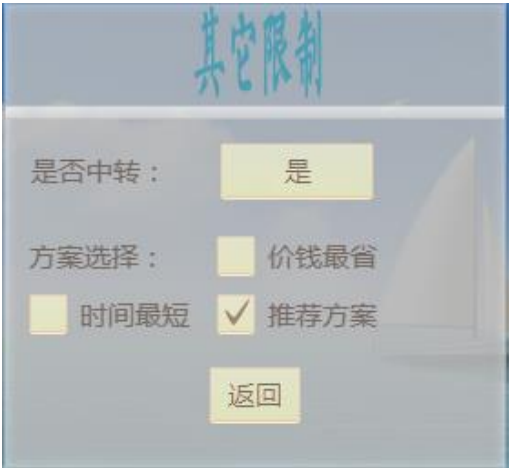 其它限制
是否中转： 是
方案选择： 价钱最省
时间最短 推荐方案
返回